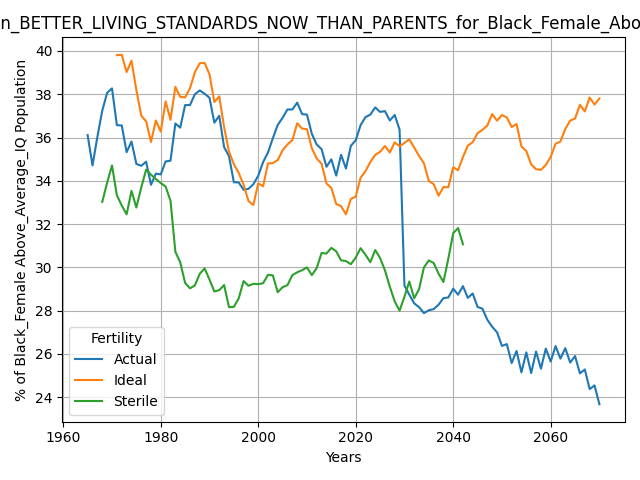 n_BETTER_LIVING_STANDARDS_NOW_THAN_PARENTS_for_Black_Female_Abo
% of Black_Female Above_Average_IQ Population
40
38
36
34
32
30
28
26
24
Fertility
Actual
Ideal
Sterile
1960 1980 2000 2020 2040 2060
Years